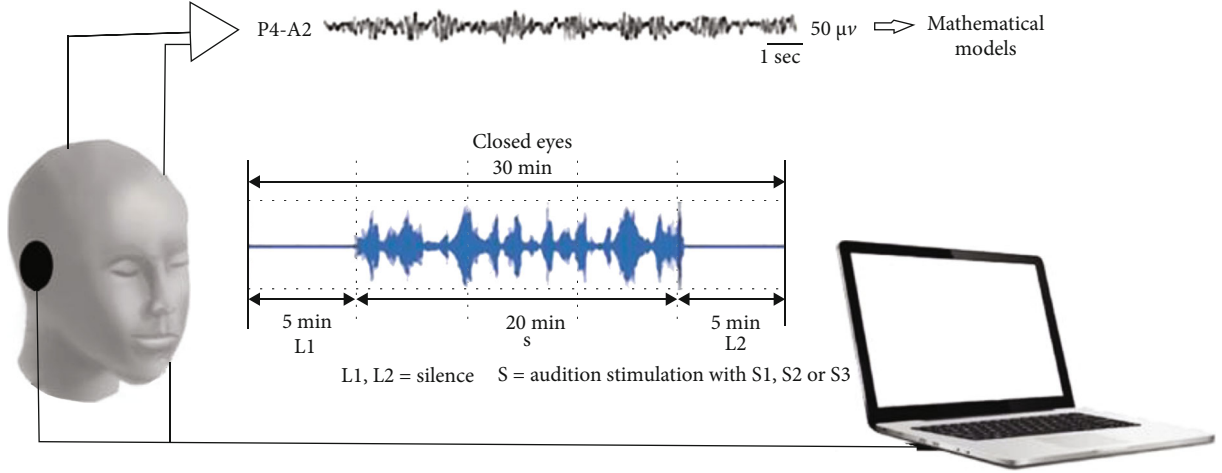 P4-A2
50 μν
Mathematical
models
1 sec
Closed eyes
30 min
5 min
L1
20 min
s
5 min
L2
L1, L2 = silence S = audition stimulation with S1, S2 or S3